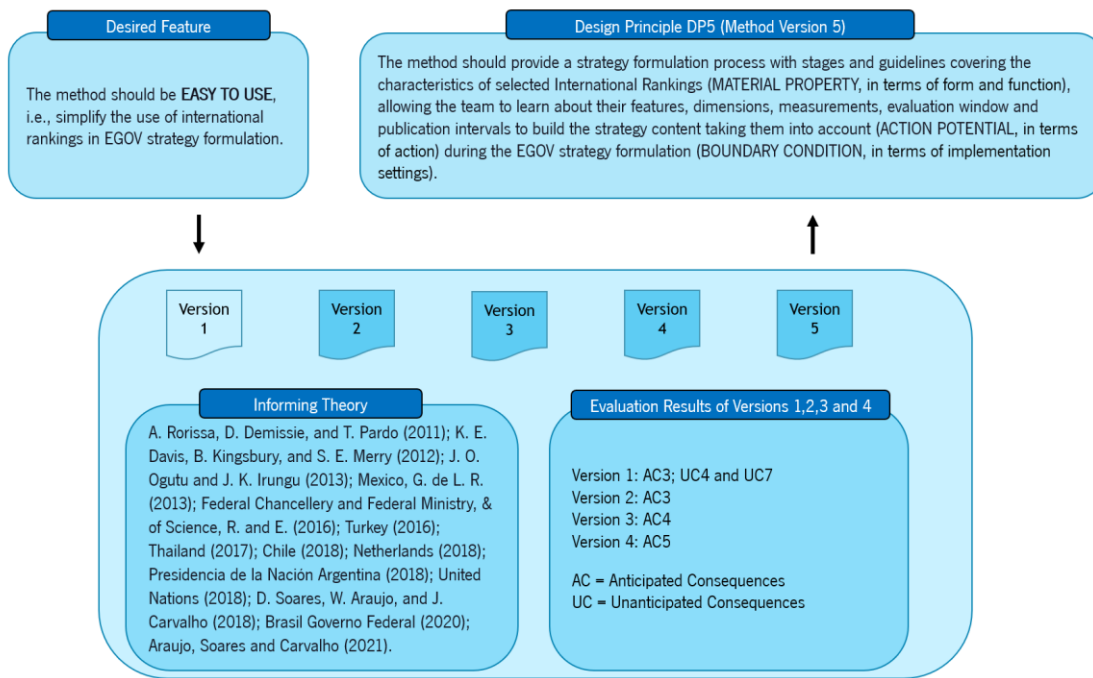 Desired Feature
The method should be EASY TO USE,
i.e., simplify the use of international
rankings in EGOV strategy formulation.
Design Principle DP5 (Method Version 5)
The method should provide a strategy formulation process with stages and guidelines covering the
characteristics of selected International Rankings (MATERIAL PROPERTY, in terms of form and function),
allowing the team to learn about their features, dimensions, measurements, evaluation window and
publication intervals to build the strategy content taking them into account (ACTION POTENTIAL, in terms
of action) during the EGOV strategy formulation (BOUNDARY CONDITION, in terms of implementation
settings).
Version
1
Version
2
Version
3
Version
4
Version
5
Informing Theory
A. Rorissa, D. Demissie, and T. Pardo (2011); K. E.
Davis, B. Kingsbury, and S. E. Merry (2012); J. O.
Ogutu and J. K. Irungu (2013); Mexico, G. de L. R.
(2013); Federal Chancellery and Federal Ministry, &
of Science, R. and E. (2016); Turkey (2016);
Thailand (2017); Chile (2018); Netherlands (2018);
Presidencia de la Nación Argentina (2018); United
Nations (2018); D. Soares, W. Araujo, and J.
Carvalho (2018); Brasil Governo Federal (2020);
Araujo, Soares and Carvalho (2021).
Evaluation Results of Versions 1,2,3 and 4
Version 1: AC3; UC4 and UC7
Version 2: AC3
Version 3: AC4
Version 4: AC5
AC = Anticipated Consequences
UC = Unanticipated Consequences